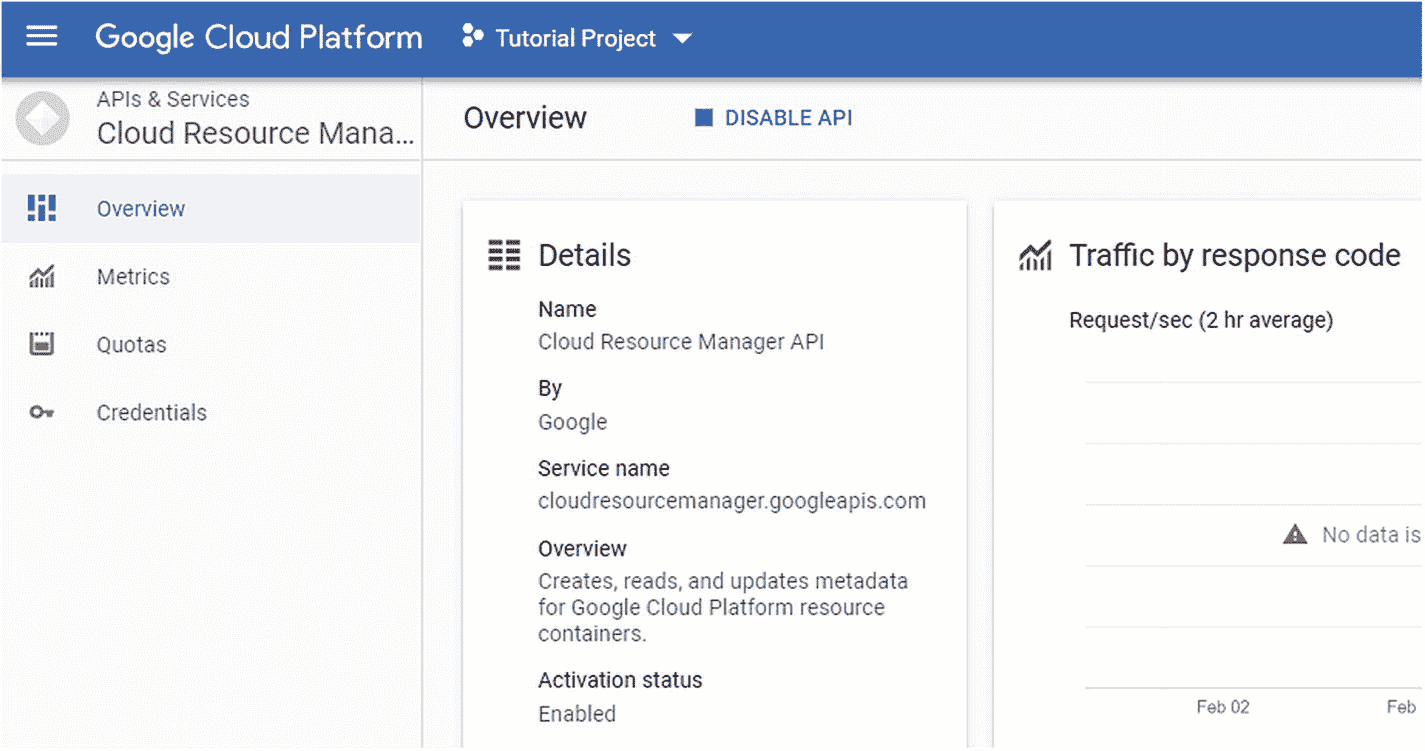 Google Cloud Platform
Tutorial Project
APIs & Services
Cloud Resource Mana...
Overview
DISABLE API
Overview
Metrics
Quotas
Credentials
Details
Name
Cloud Resource Manager API
By
Google
Service name
cloudresourcemanager.googleapis.com
Overview
Creates, reads, and updates metadata
for Google Cloud Platform resource
containers.
Activation status
Enabled
Traffic by response code
Request/sec (2 hr average)
No data is
Feb 02
Feb